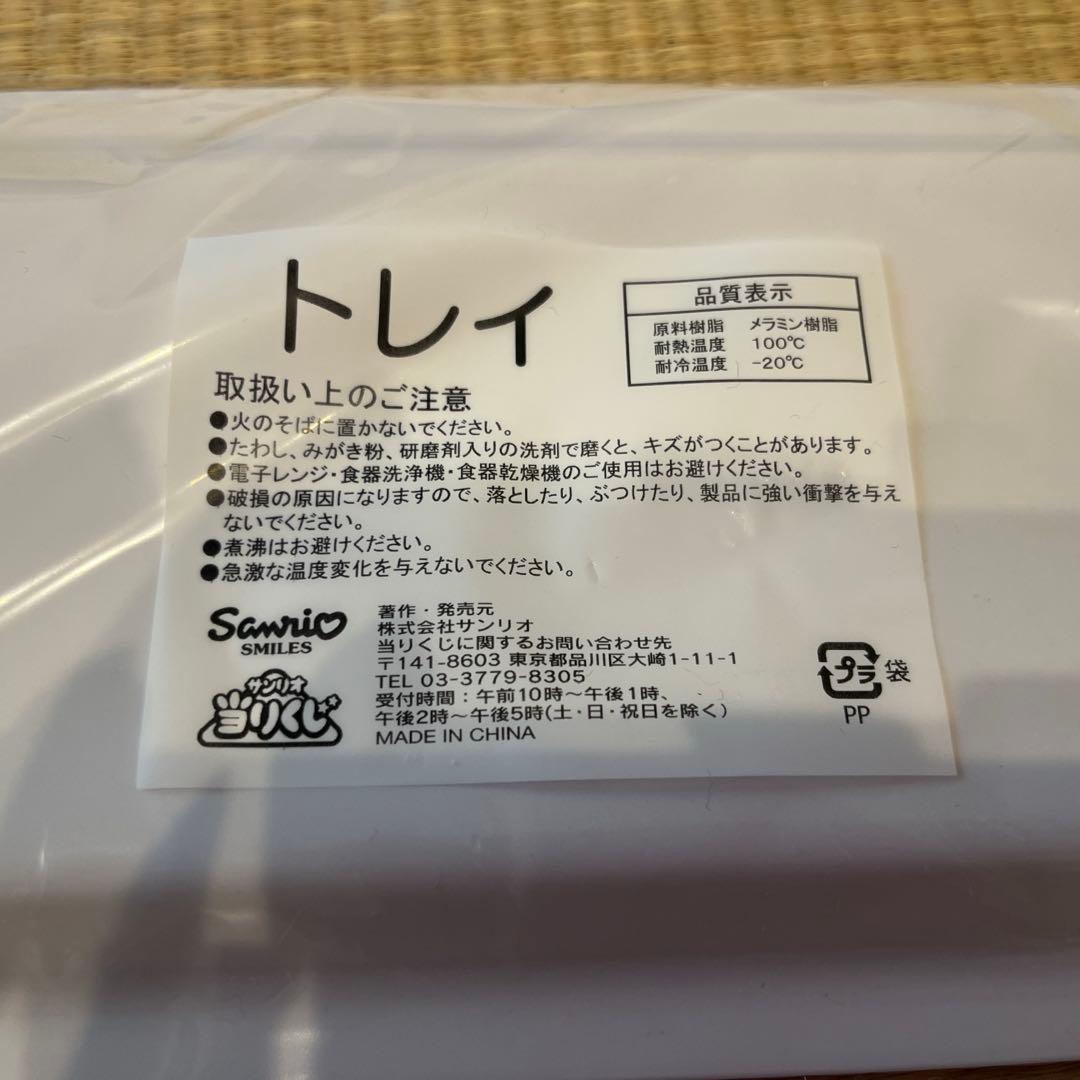 トレイ
品質表示
原料樹脂 メラミン樹脂
耐熱温度 100℃
耐冷温度 -20℃
取扱い上のご注意
●火のそばに置かないでください。
●たわし、みがき粉、研磨剤入りの洗剤で磨くと、キズがつくことがあります。
●電子レンジ・食器洗浄機・食器乾燥機のご使用はお避けください。
●破損の原因になりますので、落としたり、ぶつけたり、製品に強い衝撃を与え
ないでください。
●煮沸はお避けください。
●急激な温度変化を与えないでください。
Sanrio
SMILES
サンリオ
当りくじ
著作・発売元
株式会社サンリオ
当りくじに関するお問い合わせ先
〒141-8603 東京都品川区大崎1-11-1
TEL 03-3779-8305
受付時間：午前10時〜午後1時、
午後2時〜午後5時(土・日・祝日を除く)
MADE IN CHINA
プラ 袋
PP